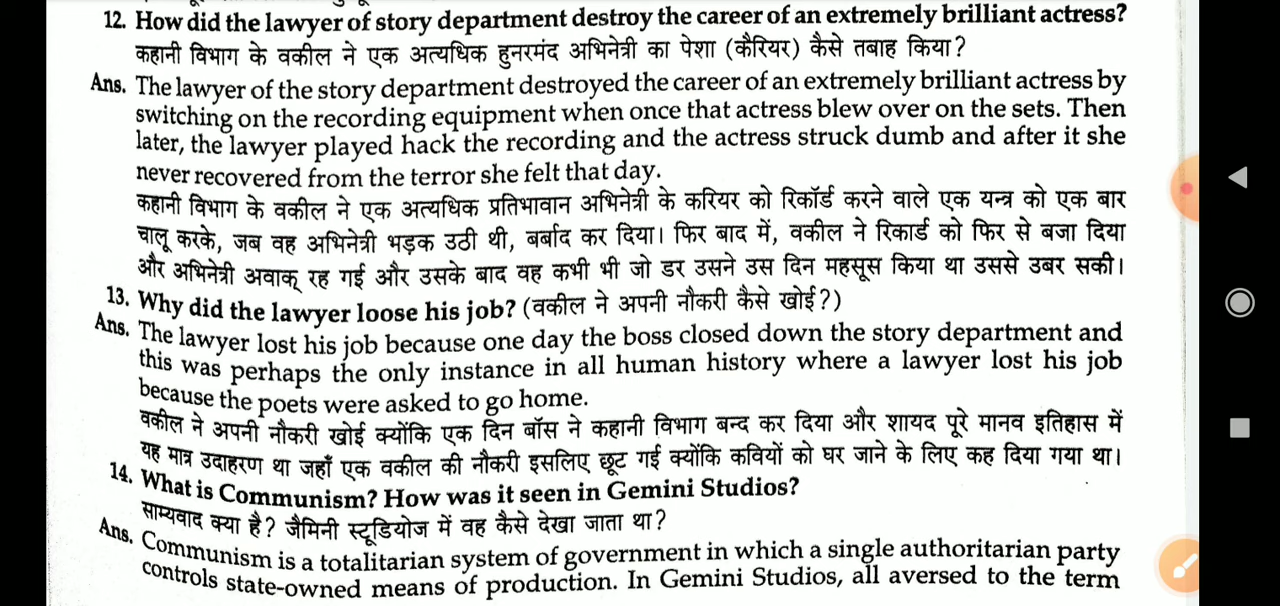 12. How did the lawyer of story department destroy the career of an extremely brilliant actress?
कहानी विभाग के वकील ने एक अत्यधिक हुनरमंद अभिनेत्री का पेशा (कैरियर) कैसे तबाह किया?
Ans. The lawyer of the story department destroyed the career of an extremely brilliant actress by
switching on the recording equipment when once that actress blew over on the sets. Then
later, the lawyer played hack the recording and the actress struck dumb and after it she
never recovered from the terror she felt that day.
कहानी विभाग के वकील ने एक अत्यधिक प्रतिभावान अभिनेत्री के करियर को रिकॉर्ड करने वाले एक यन्त्र को एक बार
चालू करके, जब वह अभिनेत्री भड़क उठी थी, बर्बाद कर दिया। फिर बाद में, वकील ने रिकार्ड को फिर से बजा दिया
और अभिनेत्री अवाक् रह गई और उसके बाद वह कभी भी जो डर उसने उस दिन महसूस किया था उससे उबर सकी।
13. Why did the lawyer loose his job? (वकील ने अपनी नौकरी कैसे खोई?)
Ans. The lawyer lost his job because one day the boss closed down the story department and
this was perhaps the only instance in all human history where a lawyer lost his job
because the poets were asked to go home.
वकील ने अपनी नौकरी खोई क्योंकि एक दिन बॉस ने कहानी विभाग बन्द कर दिया और शायद पूरे मानव इतिहास में
यह मात्र उदाहरण था जहाँ एक वकील की नौकरी इसलिए छूट गई क्योंकि कवियों को घर जाने के लिए कह दिया गया था।
14. What is Communism? How was it seen in Gemini Studios?
साम्यवाद क्या है? जैमिनी स्टूडियोज में वह कैसे देखा जाता था?
Ans. Communism is a totalitarian system of government in which a single authoritarian party
controls state-owned means of production. In Gemini Studios, all aversed to the term